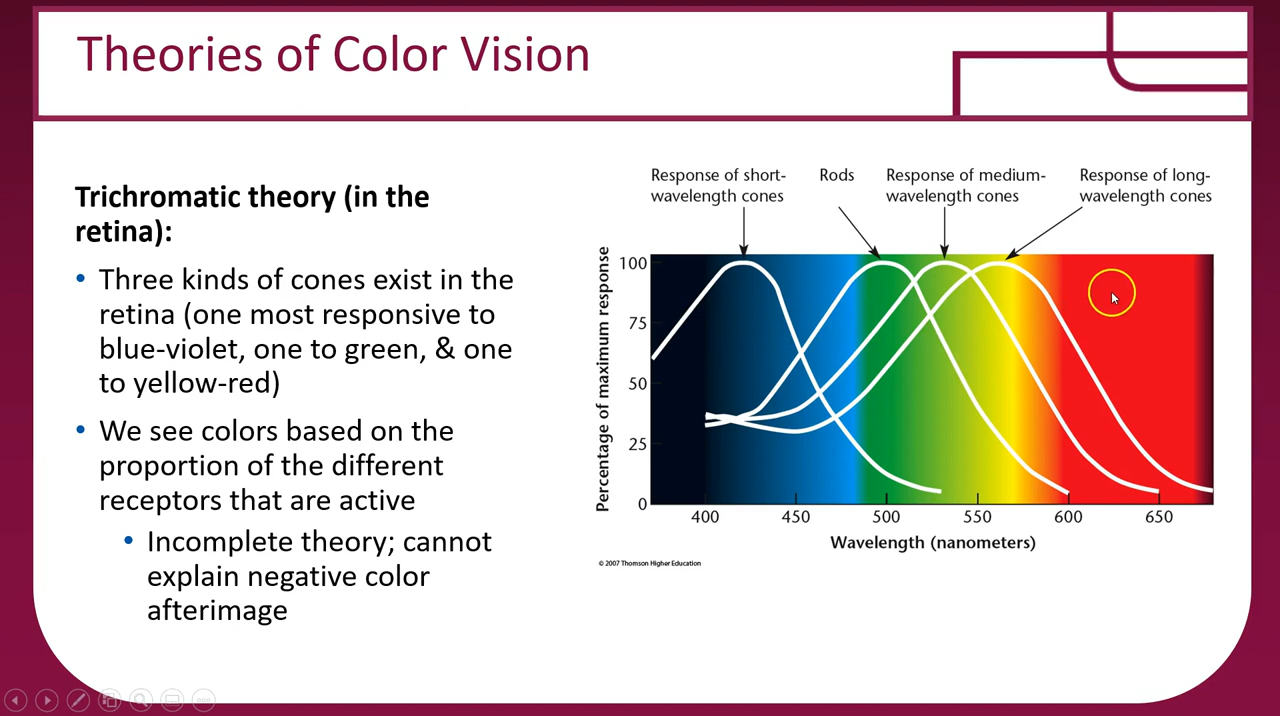 Theories of Color Vision
Trichromatic theory (in the
retina):
• Three kinds of cones exist in the
retina (one most responsive to
blue-violet, one to green, & one
to yellow-red)
• We see colors based on the
proportion of the different
receptors that are active
• Incomplete theory; cannot
explain negative color
afterimage
Response of short-
wavelength cones
Rods
Response of medium-
wavelength cones
Response of long-
wavelength cones
Percentage of maximum response
100
75
50
25
0
400 450 500 550 600 650
Wavelength (nanometers)
© 2007 Thomson Higher Education